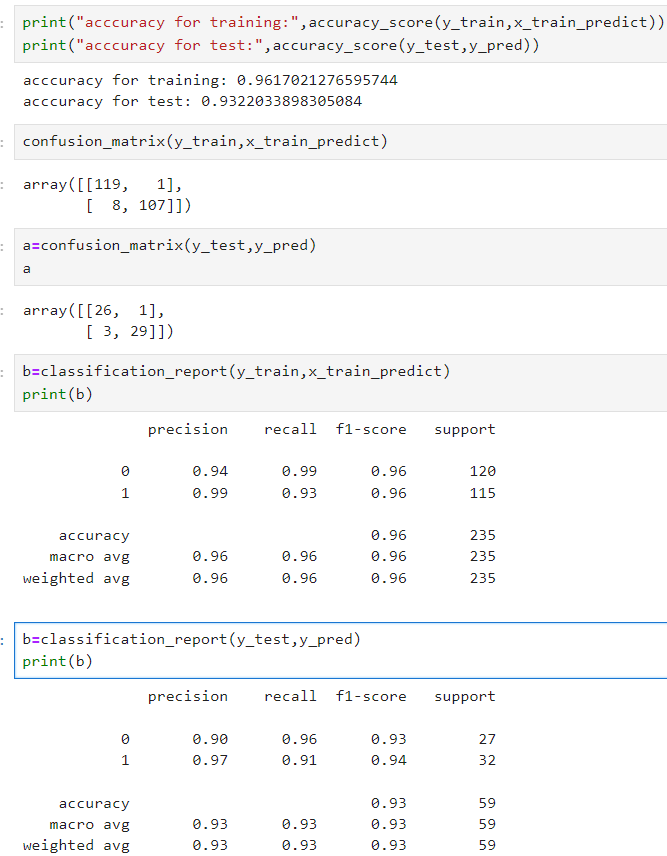 print("acccuracy for training:",accuracy_score(y_train,x_train_predict))
print("acccuracy for test:",accuracy_score(y_test,y_pred))
acccuracy for training: 0.9617021276595744
acccuracy for test: 0.9322033898305084
: confusion_matrix(y_train,x_train_predict)
: array([[119,   1],
       [  8, 107]])
: a=confusion_matrix(y_test,y_pred)
a
: array([[26,  1],
       [ 3, 29]])
: b=classification_report(y_train,x_train_predict)
print(b)
              precision    recall  f1-score   support
           0       0.94      0.99      0.96       120
           1       0.99      0.93      0.96       115
    accuracy                           0.96       235
   macro avg       0.96      0.96      0.96       235
weighted avg       0.96      0.96      0.96       235
: b=classification_report(y_test,y_pred)
print(b)
              precision    recall  f1-score   support
           0       0.90      0.96      0.93        27
           1       0.97      0.91      0.94        32
    accuracy                           0.93        59
   macro avg       0.93      0.93      0.93        59
weighted avg       0.93      0.93      0.93        59